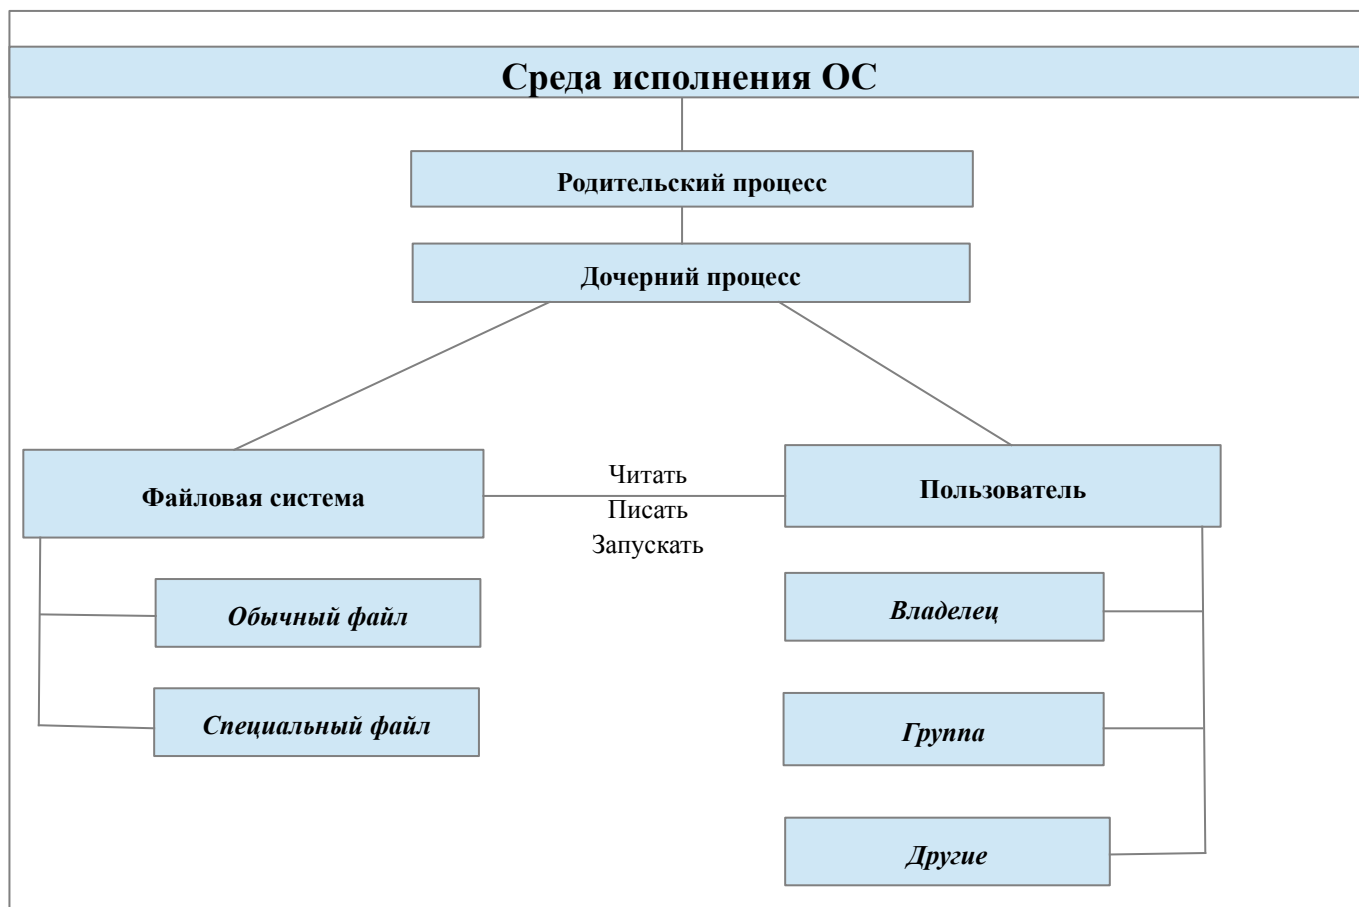 Среда исполнения ОС
Родительский процесс
Дочерний процесс
Файловая система
Читать
Писать
Запускать
Пользователь
Обычный файл
Специальный файл
Владелец
Группа
Другие